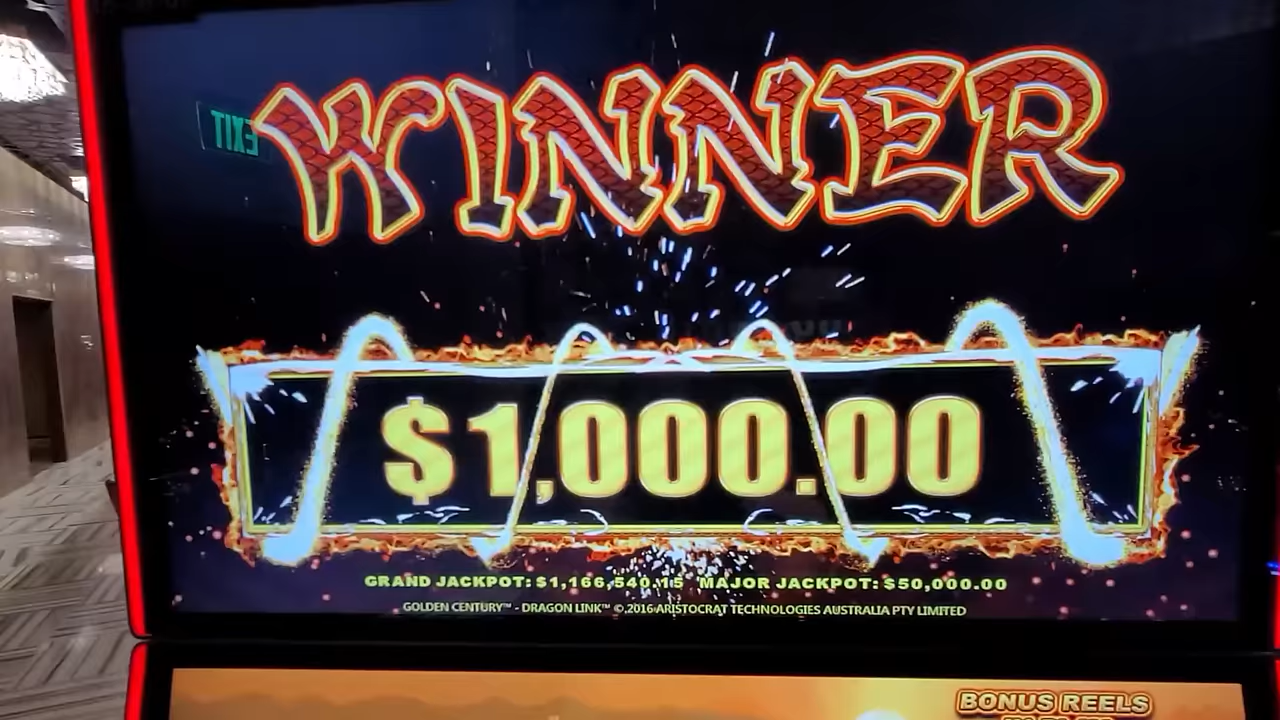 WINNER
EXIT
$1,000.00
GRAND JACKPOT: $1,166,540.15 MAJOR JACKPOT: $50,000.00
GOLDEN CENTURY™ - DRAGON LINK™ © 2016 ARISTOCRAT TECHNOLOGIES AUSTRALIA PTY LIMITED
BONUS REELS